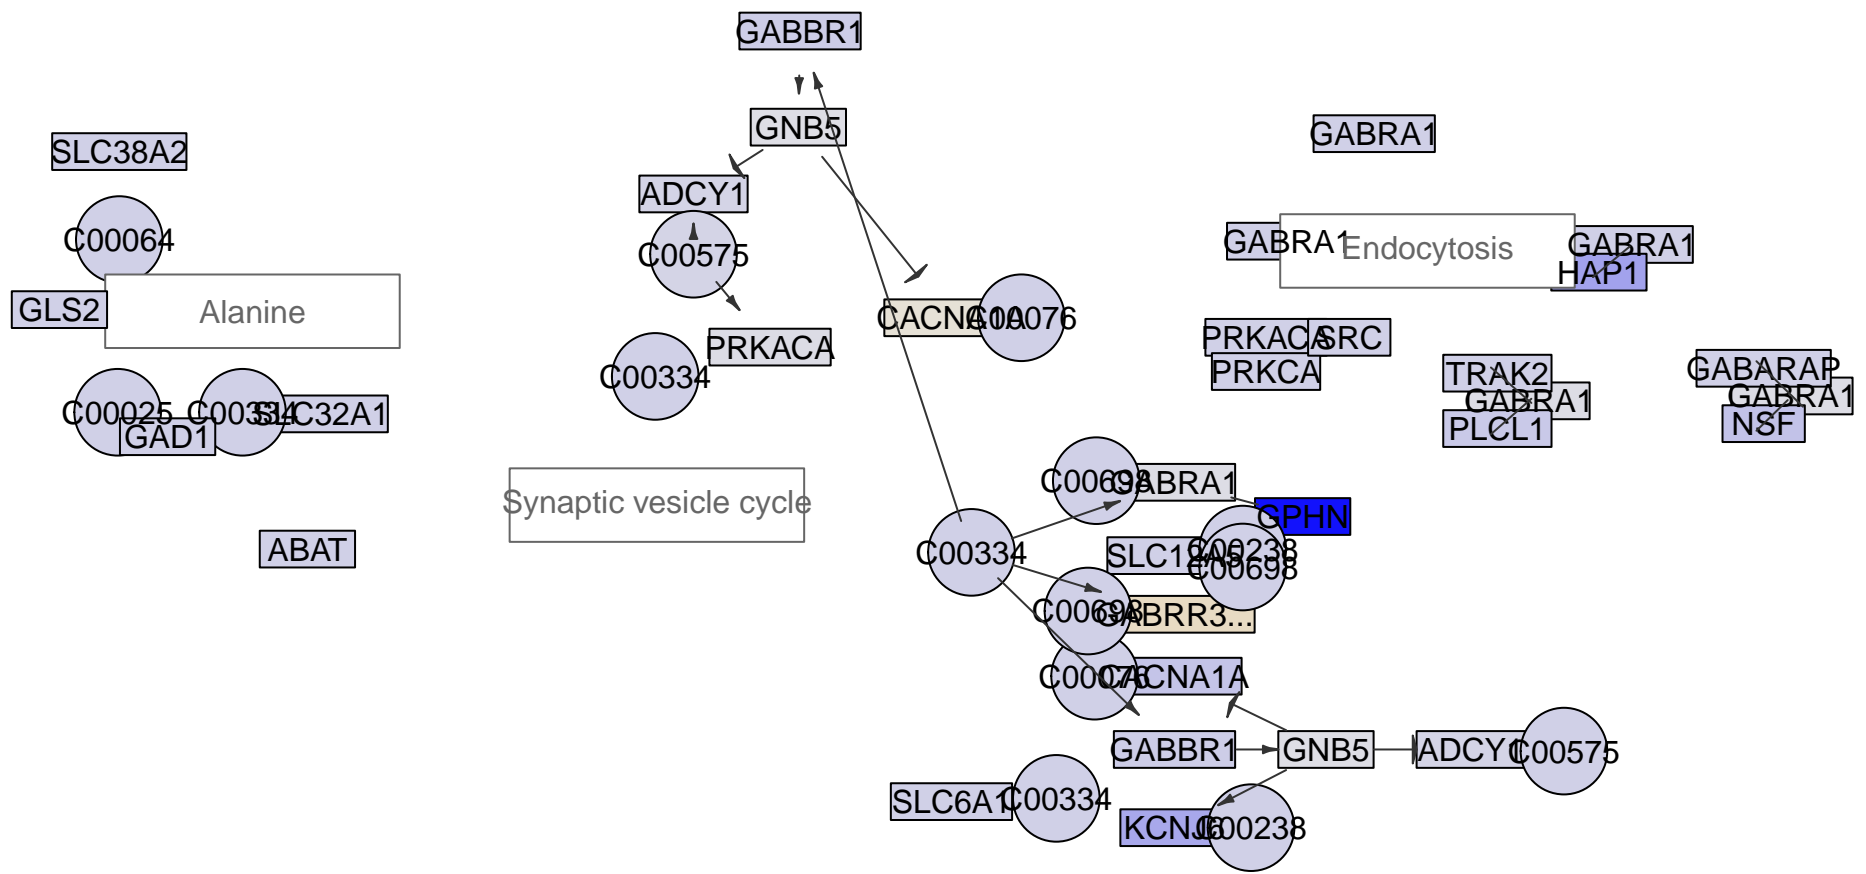 GABBR1
GNB5
SLC38A2
GABRA1
ADCY1
C00064
C00575
GABRA1
Endocytosis
GABRA1
HAP1
GLS2
Alanine
CACNA1A
C00076
PRKACA
C00334
PRKACA
SRC
PRKCA
TRAK2
GABRA1
PLCL1
GABARAP
GABRA1
NSF
C00025
C00334
SLC32A1
GAD1
Synaptic vesicle cycle
C00698
GABRA1
GPHN
ABAT
C00334
SLC12A5
C00238
C00698
C00698
GABRR3...
C00076
CACNA1A
GABBR1
GNB5
ADCY1
C00575
SLC6A1
C00334
KCNJ6
C00238